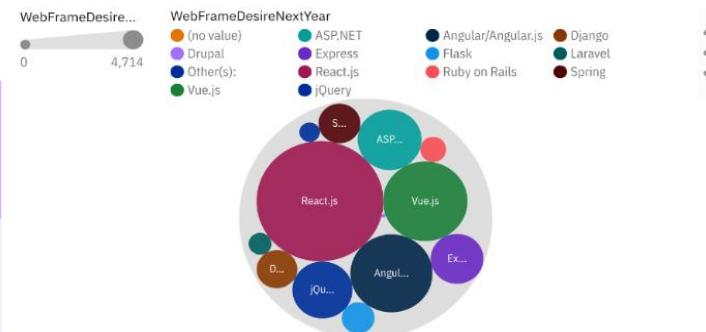 WebFrameDesire...
0 4,714
WebFrameDesireNextYear
(no value) ASP.NET Angular/Angular.js Django
Drupal Express Flask Laravel
Other(s): React.js Ruby on Rails Spring
Vue.js jQuery
S...
ASP...
React.js
Vue.js
Ex...
D...
Angul...
jQu...